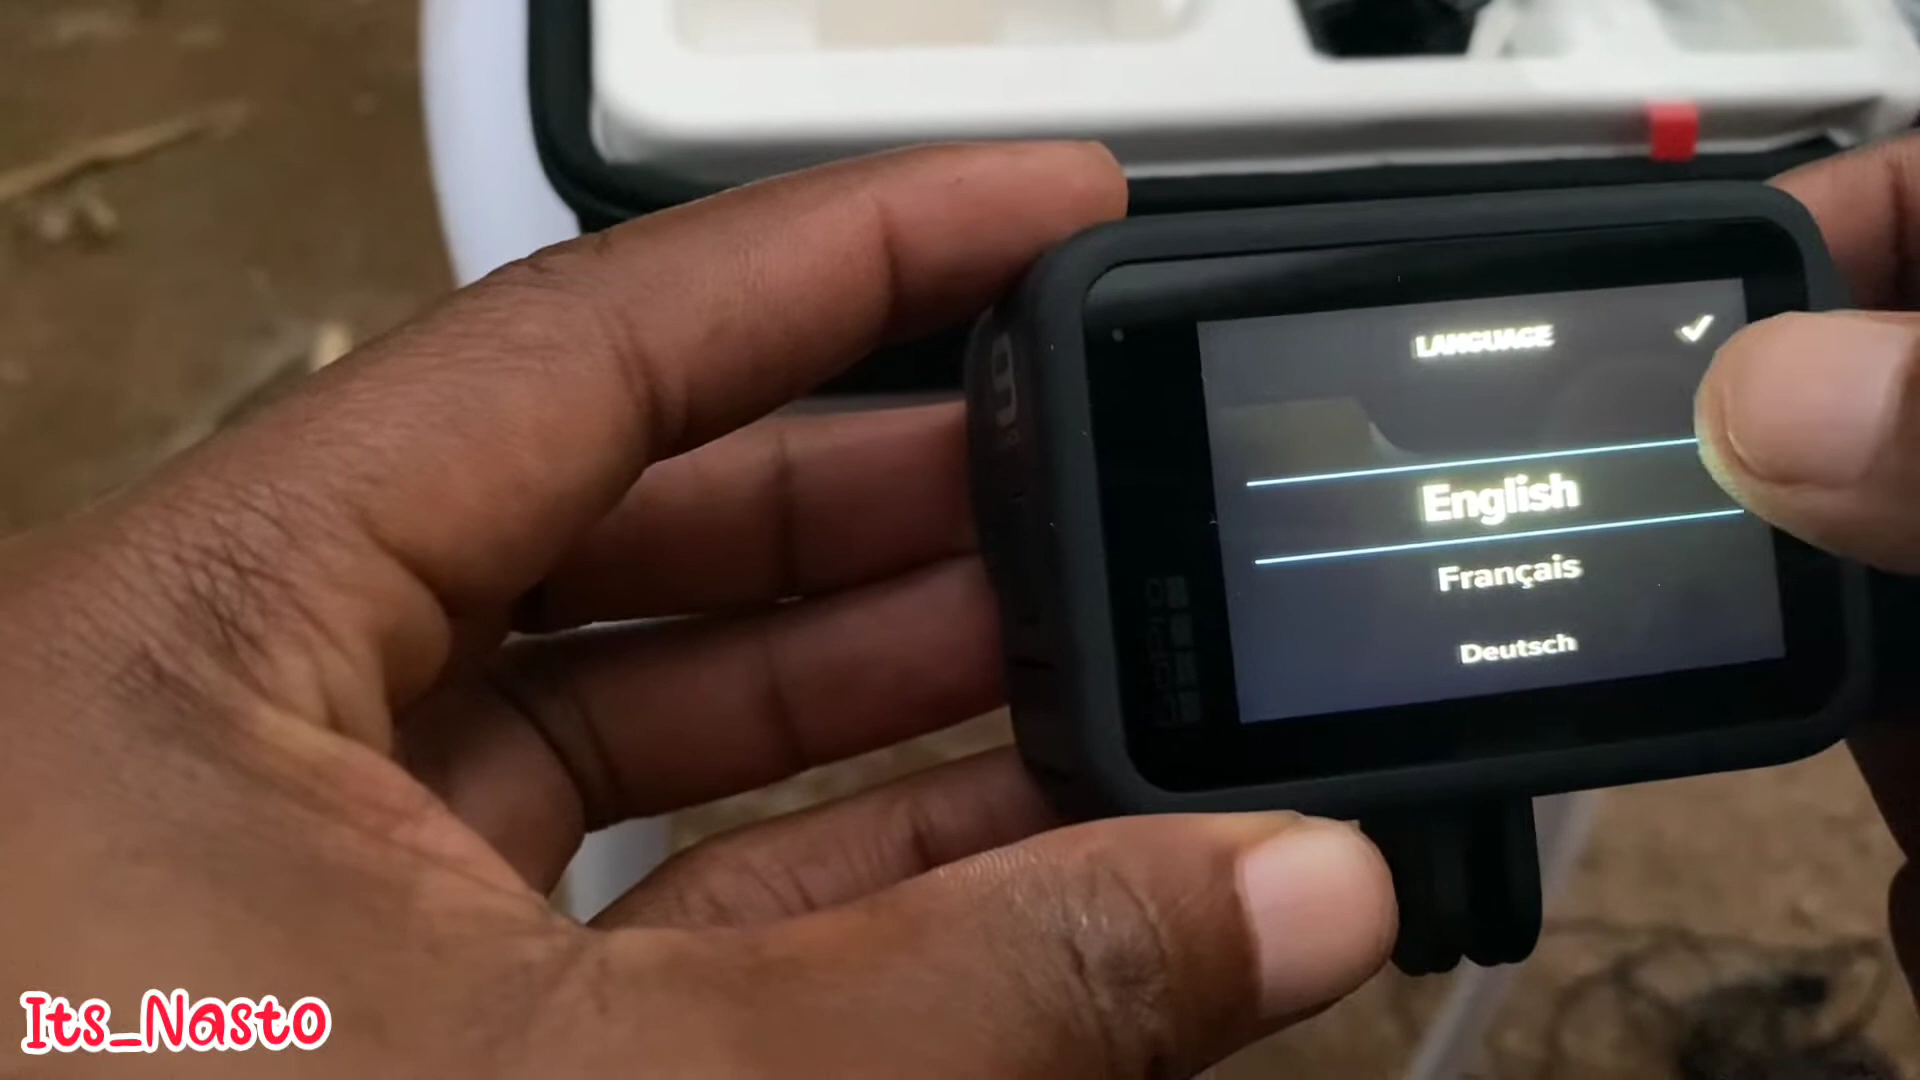 LANGUAGE
English
Français
Deutsch
Its_Nasto